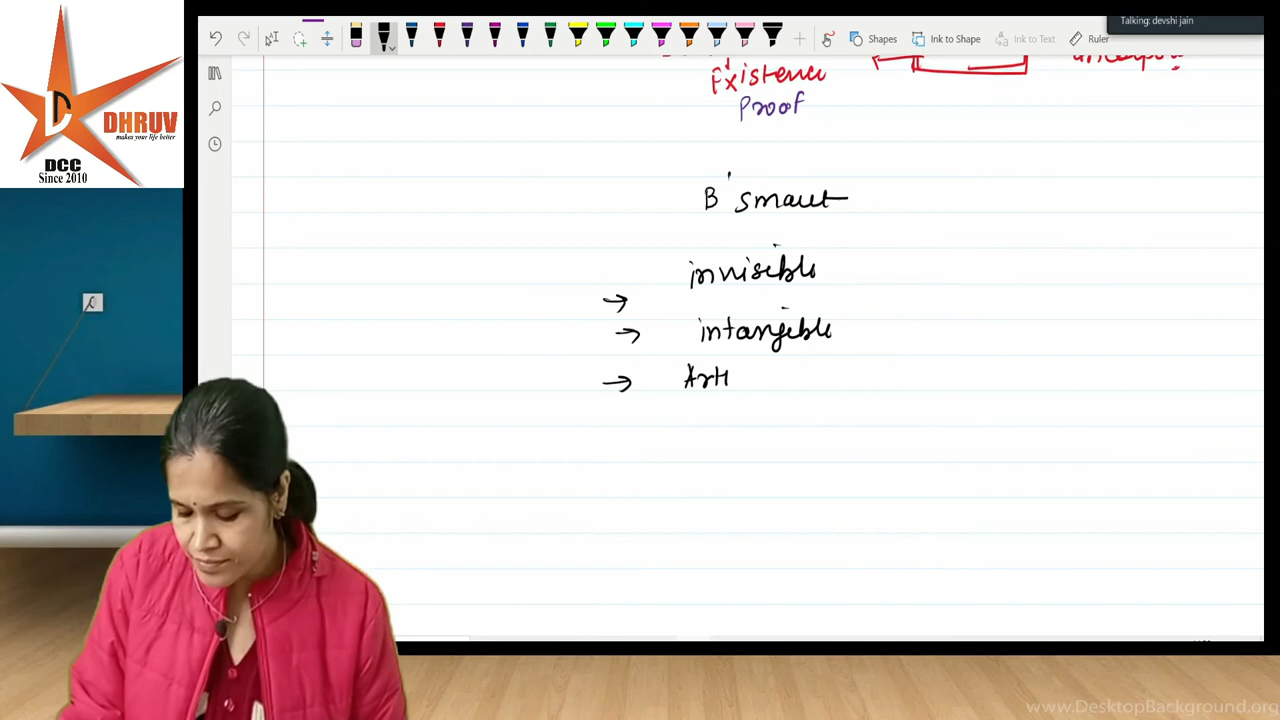 Talking: devshi jain
Shapes
Ink to Shape
Ink to Text
Ruler
D
DHRUV
makes your life better
DCC
Since 2010
Existence
Proof
B'smart
invisible
→ intangible
→ Arti
www.DesktopBackground.org